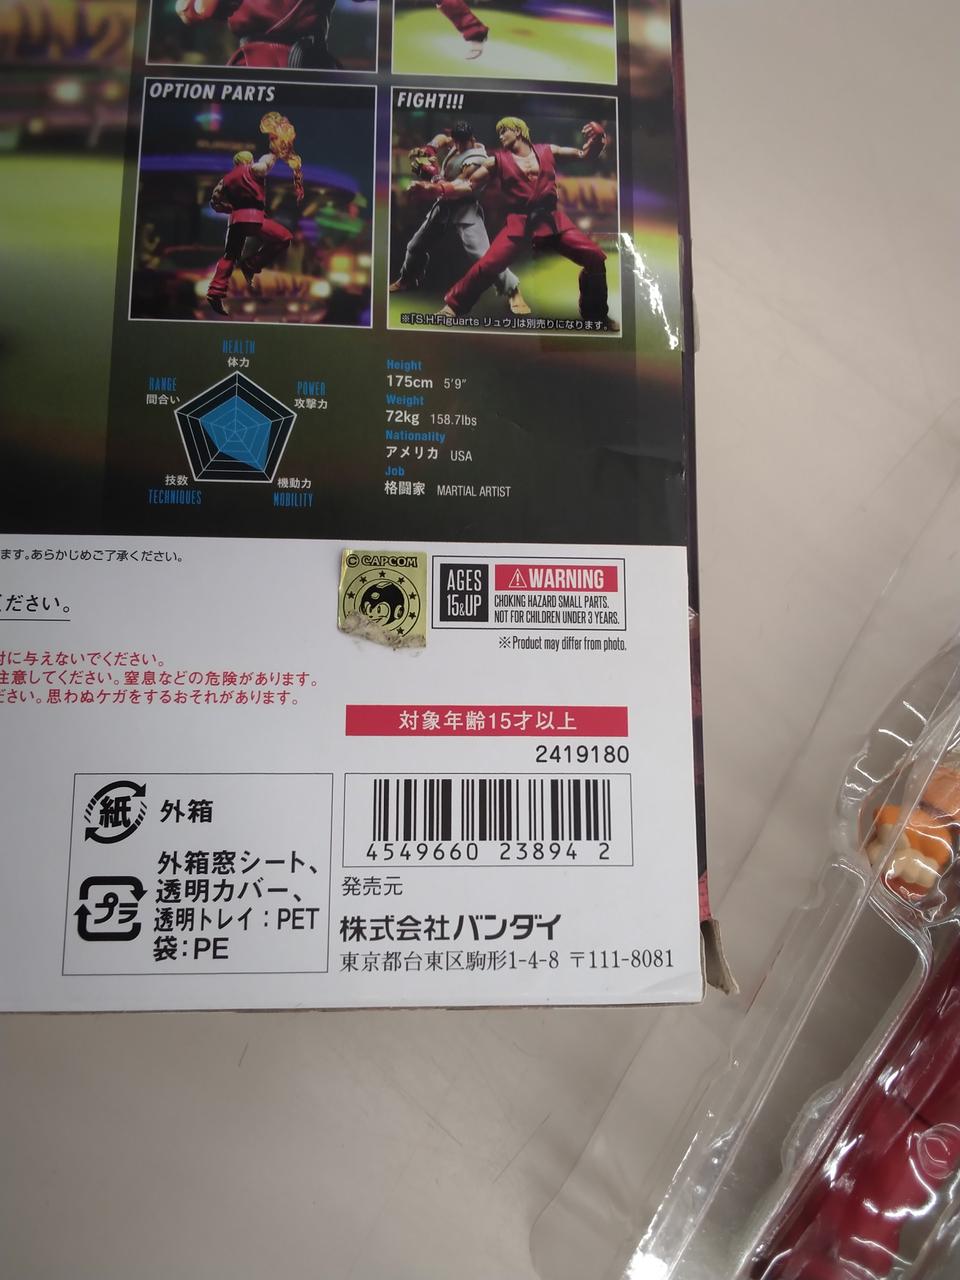 OPTION PARTS
FIGHT!!!
※「S.H.Figuarts リュウ」は別売りになります。
HEALTH
体力
RANGE
間合い
POWER
攻撃力
技数
TECHNIQUES
機動力
MOBILITY
Height
175cm 5'9"
Weight
72kg 158.7lbs
Nationality
アメリカ USA
Job
格闘家 MARTIAL ARTIST
ます。あらかじめご了承ください。
ください。
に与えないでください。
注意してください。窒息などの危険があります。
ださい。思わぬケガをするおそれがあります。
© CAPCOM
AGES
15&UP
⚠WARNING
CHOKING HAZARD SMALL PARTS.
NOT FOR CHILDREN UNDER 3 YEARS.
※Product may differ from photo.
対象年齢15才以上
2419180
紙 外箱
プラ
外箱窓シート、
透明カバー、
透明トレイ：PET
袋：PE
4549660 23894 2
発売元
株式会社バンダイ
東京都台東区駒形1-4-8 〒111-8081